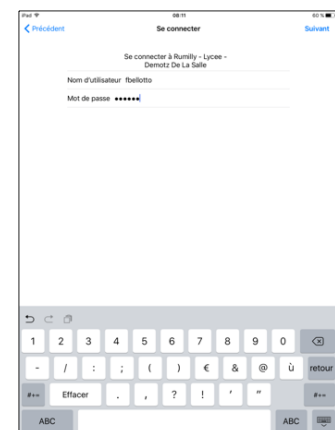 iPad 08:11 60 %
Précédent Se connecter Suivant
Se connecter à Rumilly - Lycee -
Demotz De La Salle
Nom d'utilisateur fbellotto
Mot de passe ●●●●●●
1 2 3 4 5 6 7 8 9 0
- / : ; ( ) € & @ ù retour
#+= Effacer . , ? ! ' " #+=
ABC ABC